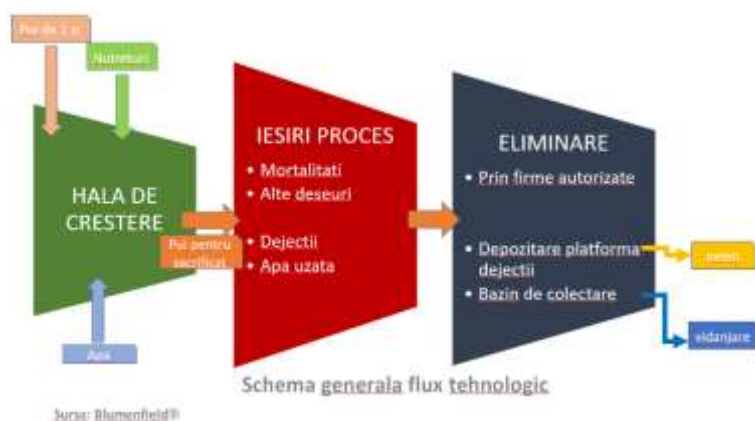 Pui de 1 zi
Nutreturi
HALA DE
CRESTERE
Apa
Pui pentru
sacrificat
IESIRI PROCES
• Mortalitati
• Alte deseuri
• Dejectii
• Apa uzata
ELIMINARE
• Prin firme autorizate
• Depozitare platforma
dejectii
• Bazin de colectare
vidanjare
Schema generala flux tehnologic
Sursa: Blumenfield®